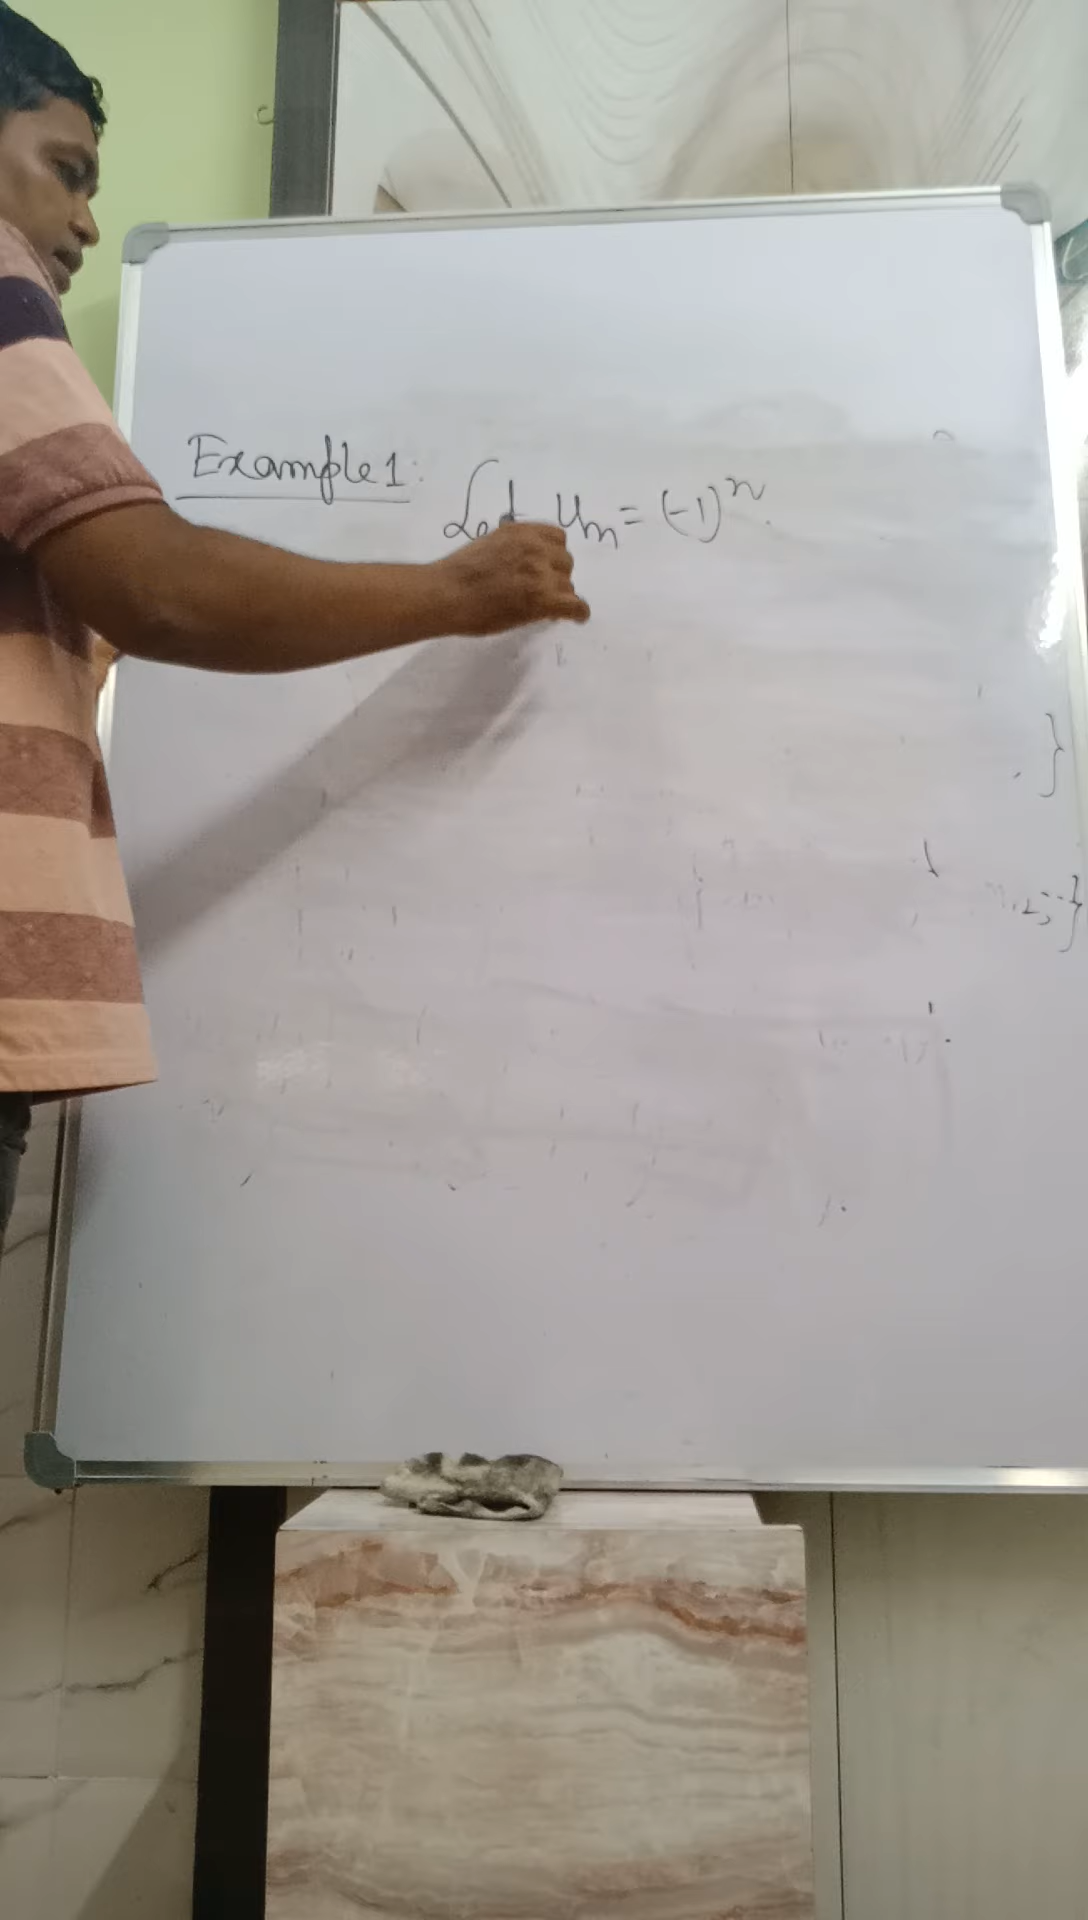 Example 1:
Let uₙ = (-1)ⁿ.